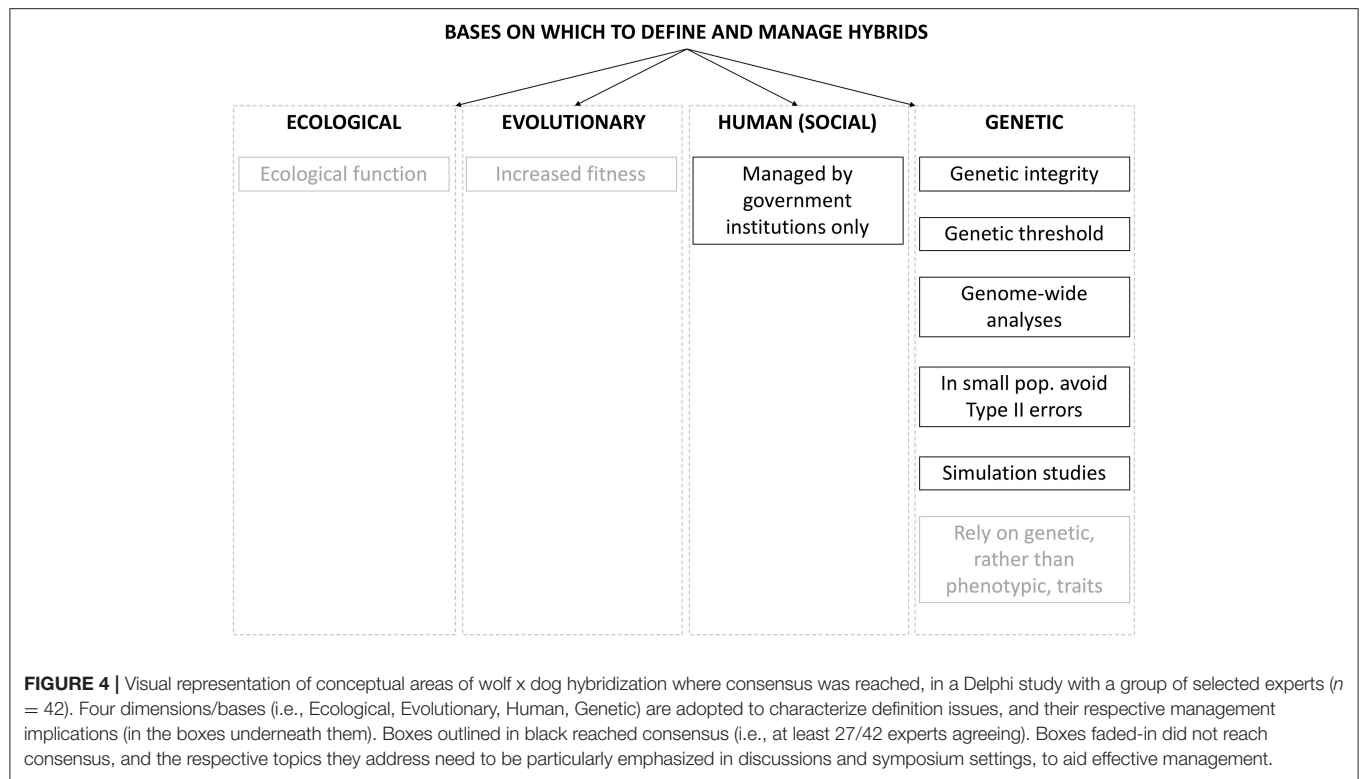 BASES ON WHICH TO DEFINE AND MANAGE HYBRIDS
ECOLOGICAL
Ecological function
EVOLUTIONARY
Increased fitness
HUMAN (SOCIAL)
Managed by
government
institutions only
GENETIC
Genetic integrity
Genetic threshold
Genome-wide
analyses
In small pop. avoid
Type II errors
Simulation studies
Rely on genetic,
rather than
phenotypic, traits
FIGURE 4 | Visual representation of conceptual areas of wolf x dog hybridization where consensus was reached, in a Delphi study with a group of selected experts (n
= 42). Four dimensions/bases (i.e., Ecological, Evolutionary, Human, Genetic) are adopted to characterize definition issues, and their respective management
implications (in the boxes underneath them). Boxes outlined in black reached consensus (i.e., at least 27/42 experts agreeing). Boxes faded-in did not reach
consensus, and the respective topics they address need to be particularly emphasized in discussions and symposium settings, to aid effective management.